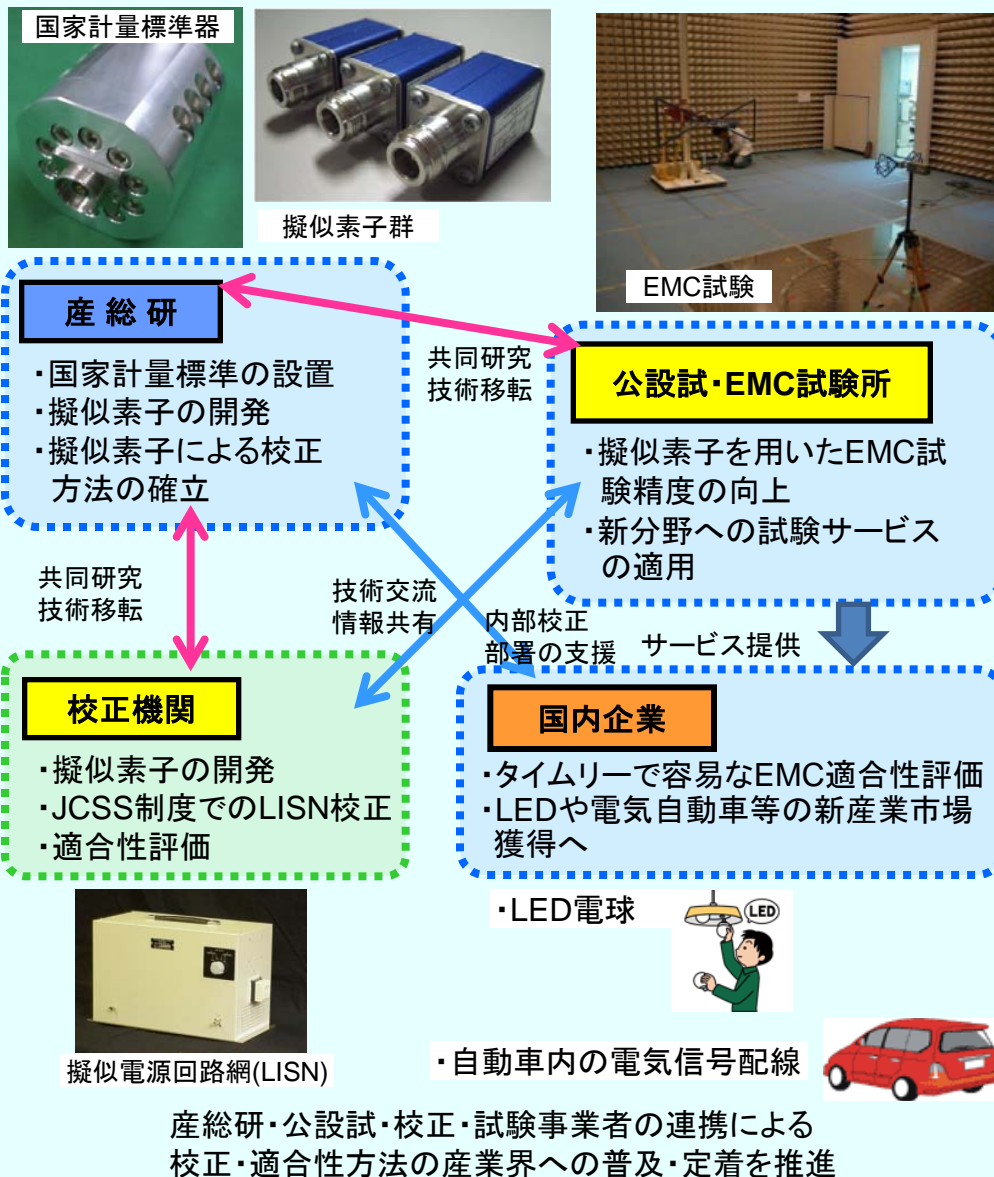 国家計量標準器
擬似素子群
EMC試験
産 総 研
・国家計量標準の設置
・擬似素子の開発
・擬似素子による校正
方法の確立
共同研究
技術移転
公設試・EMC試験所
・擬似素子を用いたEMC試
験精度の向上
・新分野への試験サービス
の適用
共同研究
技術移転
技術交流
情報共有
内部校正
部署の支援
サービス提供
校正機関
・擬似素子の開発
・JCSS制度でのLISN校正
・適合性評価
国内企業
・タイムリーで容易なEMC適合性評価
・LEDや電気自動車等の新産業市場
獲得へ
擬似電源回路網(LISN)
・LED電球
LED
・自動車内の電気信号配線
産総研・公設試・校正・試験事業者の連携による
校正・適合性方法の産業界への普及・定着を推進